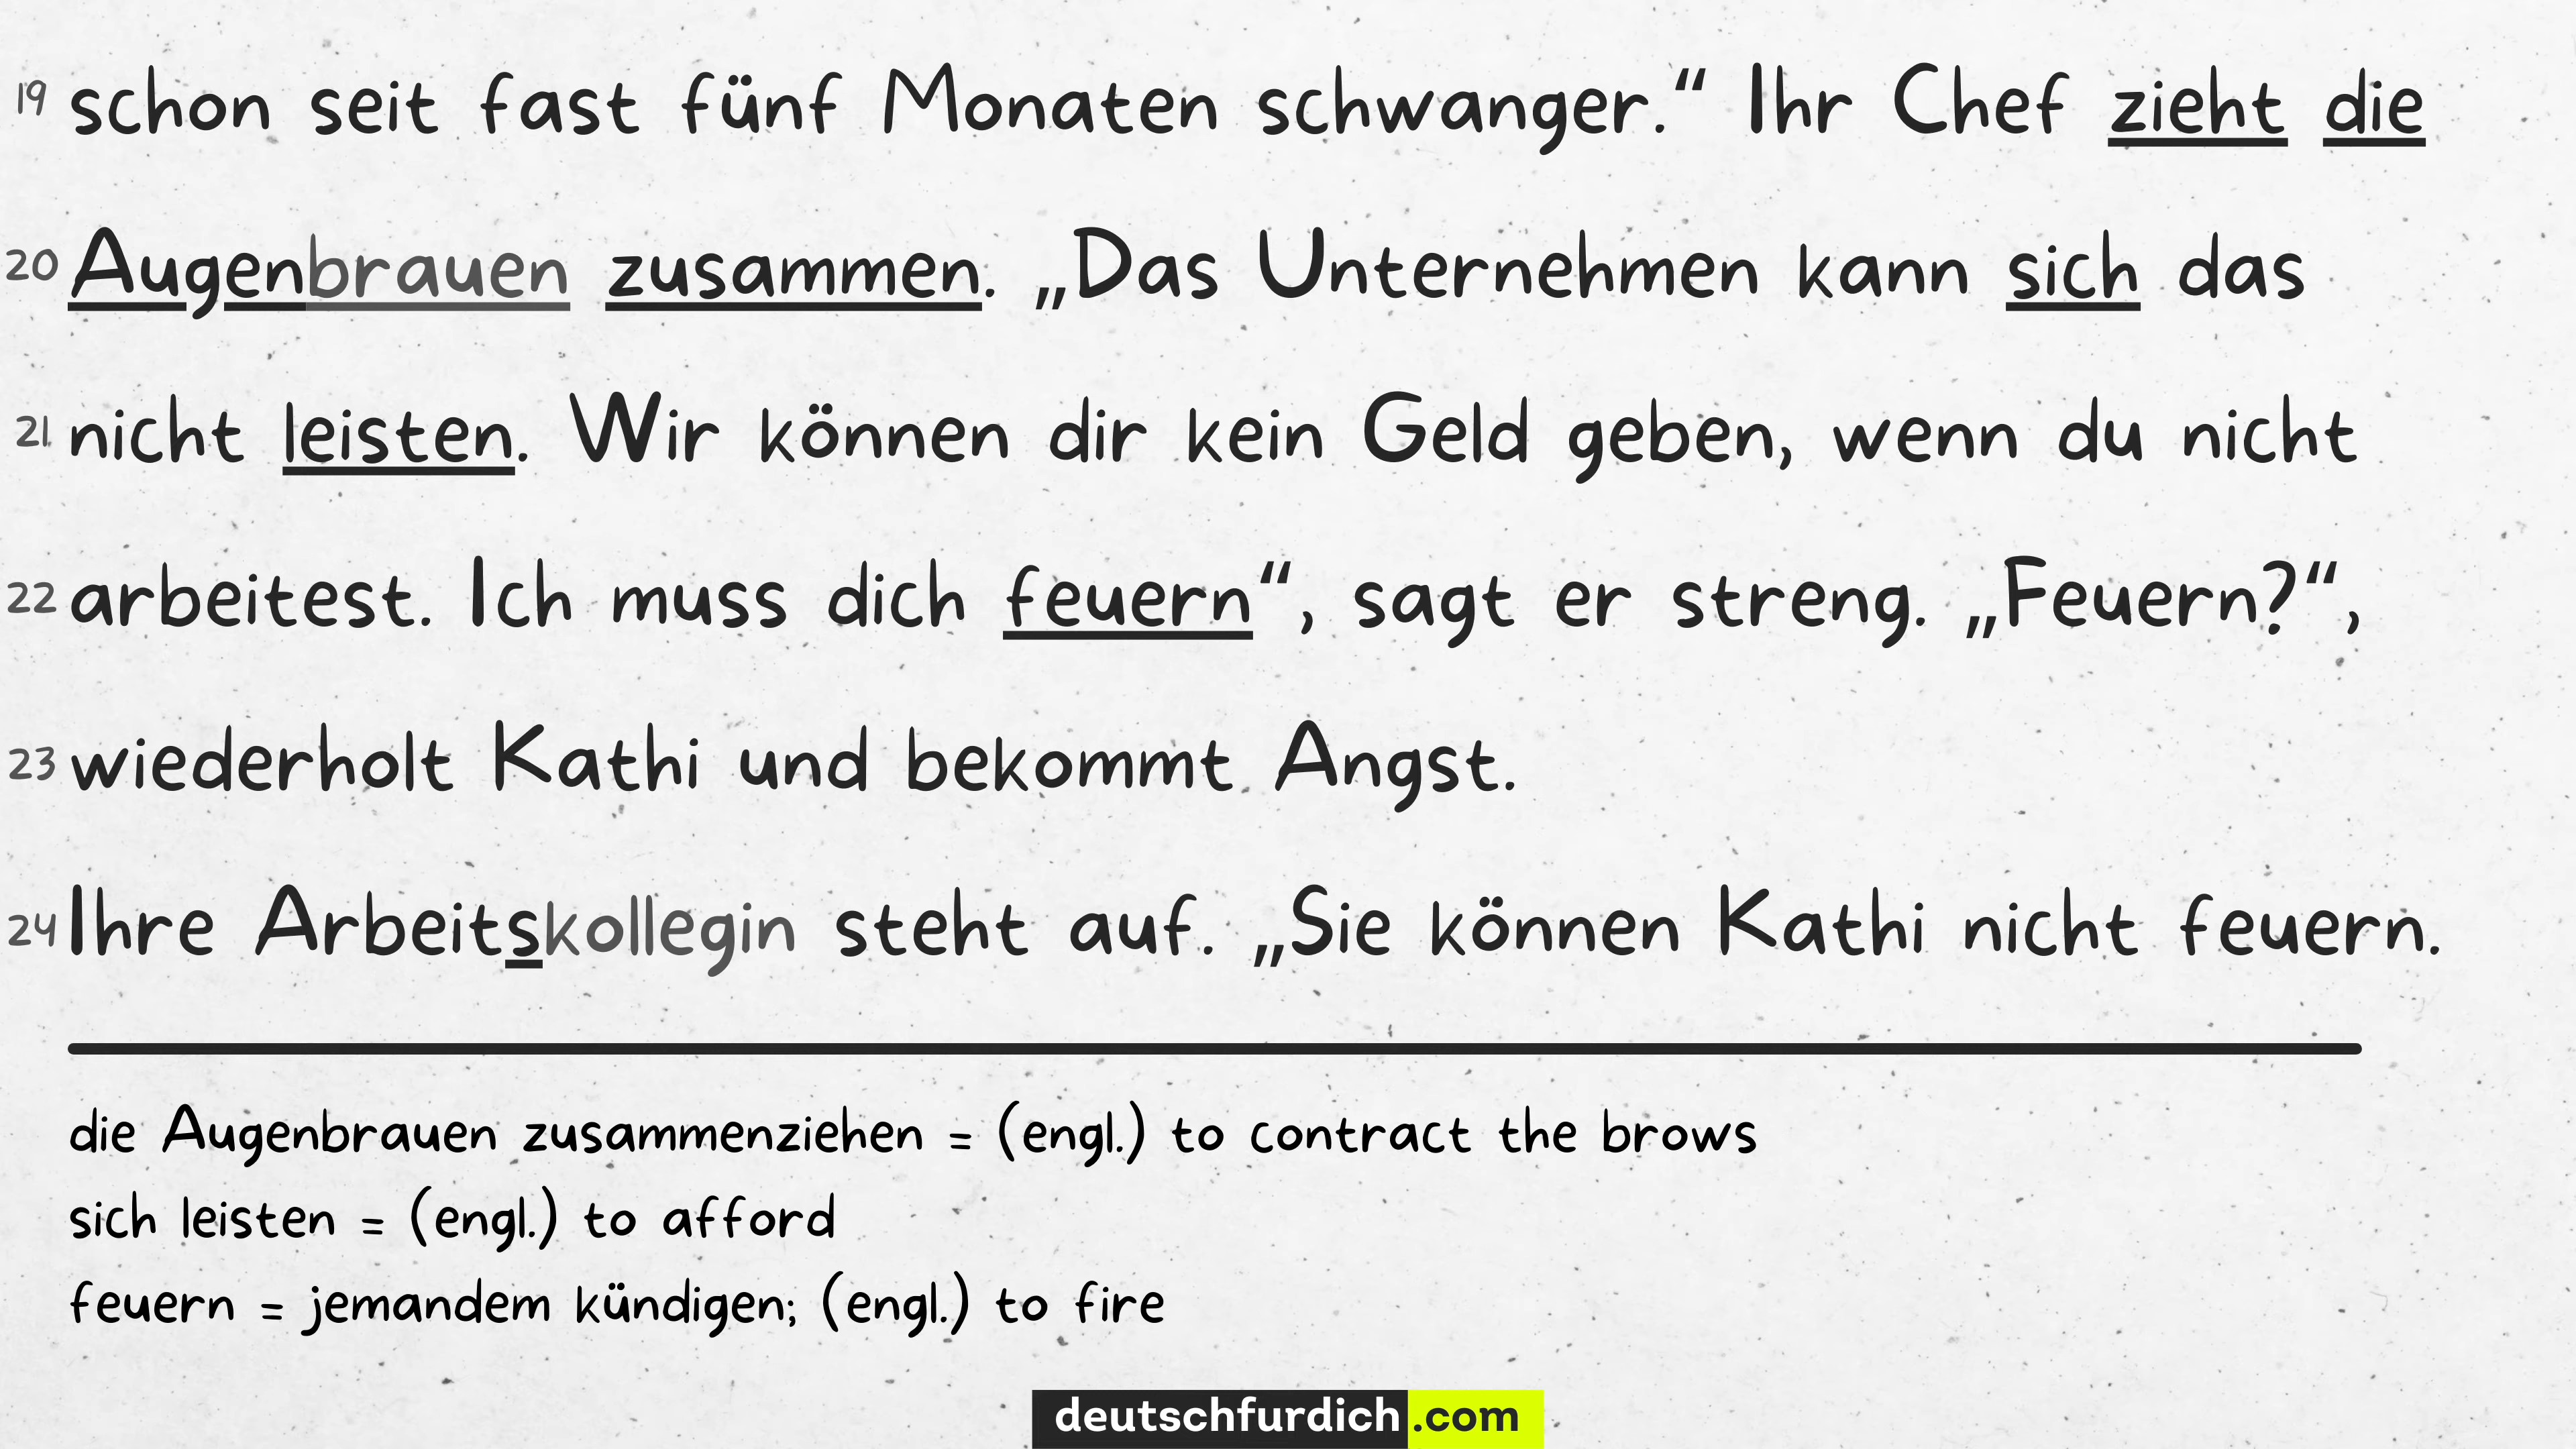 19 schon seit fast fünf Monaten schwanger.“ Ihr Chef zieht die
20 Augenbrauen zusammen. „Das Unternehmen kann sich das
21 nicht leisten. Wir können dir kein Geld geben, wenn du nicht
22 arbeitest. Ich muss dich feuern“, sagt er streng. „Feuern?“,
23 wiederholt Kathi und bekommt Angst.
24 Ihre Arbeitskollegin steht auf. „Sie können Kathi nicht feuern.
die Augenbrauen zusammenziehen = (engl.) to contract the brows
sich leisten = (engl.) to afford
feuern = jemandem kündigen; (engl.) to fire
deutschfurdich.com